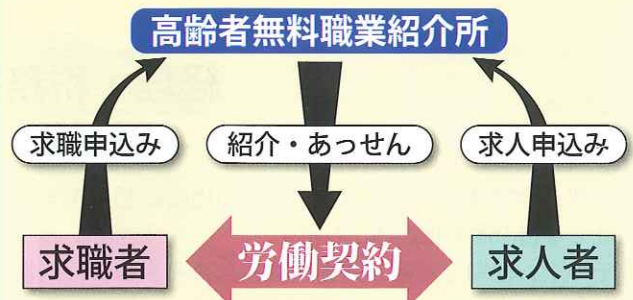 高齢者無料職業紹介所
求職申込み
紹介・あっせん
求人申込み
求職者
労働契約
求人者